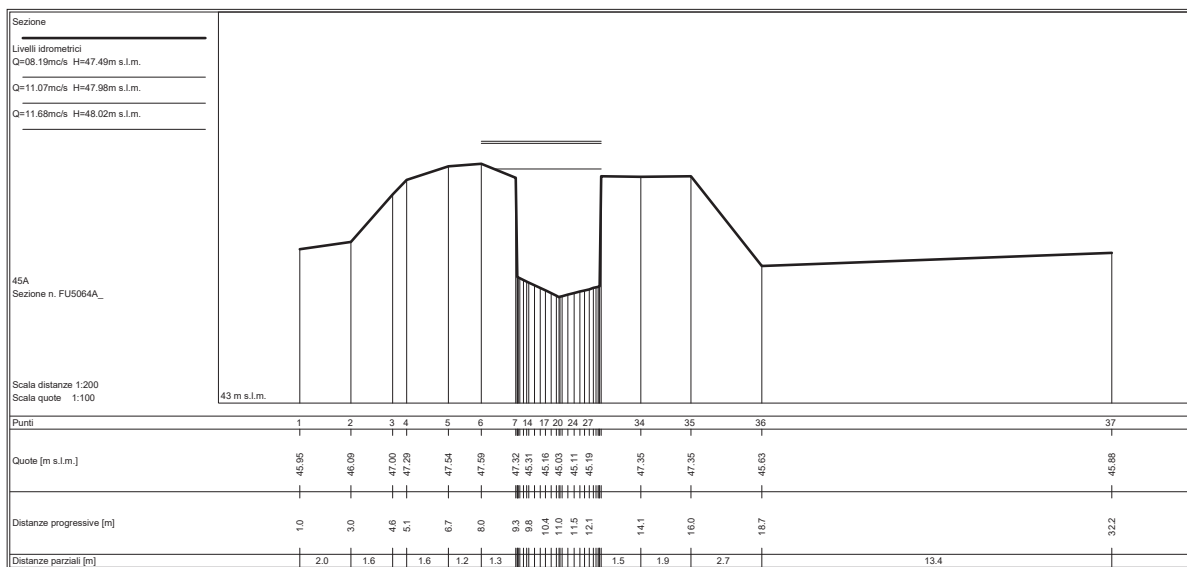 Sezione
Livelli idrometrici
Q=08.19mc/s H=47.49m s.l.m.
Q=11.07mc/s H=47.98m s.l.m.
Q=11.68mc/s H=48.02m s.l.m.
45A
Sezione n. FU5064A_
Scala distanze 1:200
Scala quote 1:100
43 m s.l.m.
Punti 1 2 3 4 5 6 7 14 17 20 24 27 34 35 36 37
Quote [m s.l.m.] 45.95 46.09 47.00 47.29 47.54 47.59 47.32 45.31 45.16 45.03 45.11 45.19 47.35 47.35 45.63 45.88
Distanze progressive [m] 1.0 3.0 4.6 5.1 6.7 8.0 9.3 9.8 10.4 11.0 11.5 12.1 14.1 16.0 18.7 32.2
Distanze parziali [m] 2.0 1.6 1.6 1.2 1.3 1.5 1.9 2.7 13.4